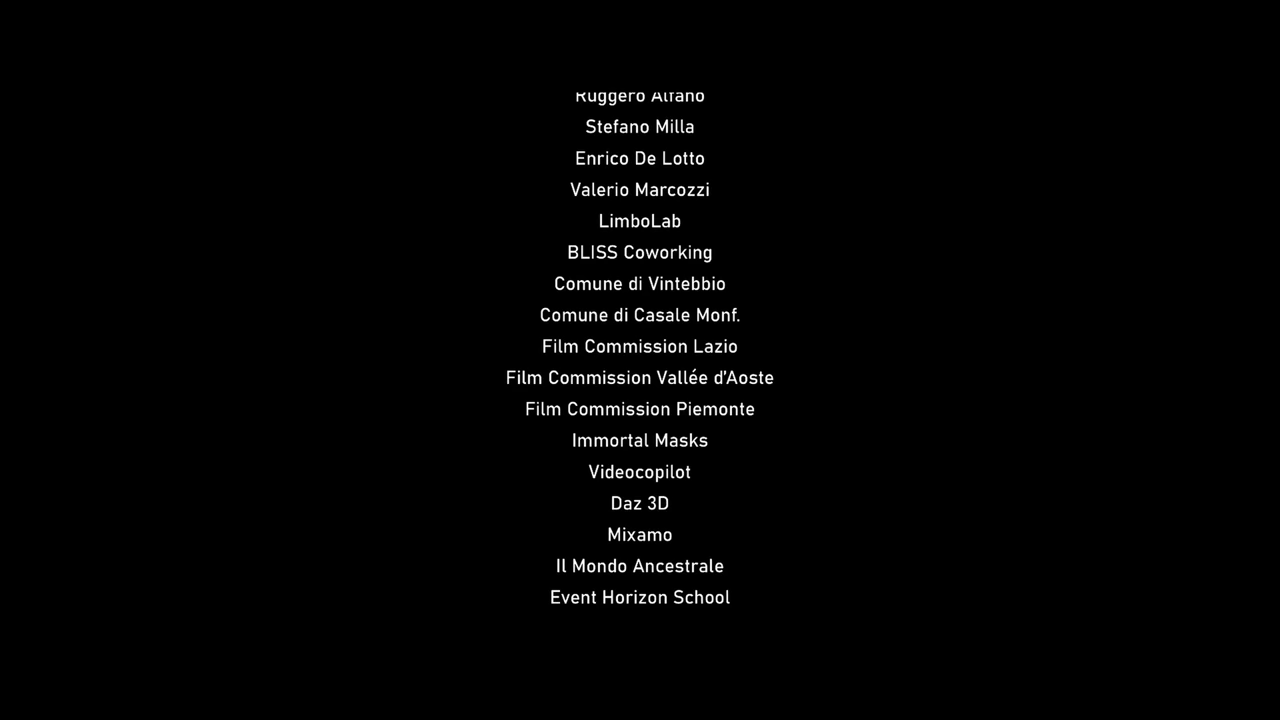 Ruggero Alfano
Stefano Milla
Enrico De Lotto
Valerio Marcozzi
LimboLab
BLISS Coworking
Comune di Vintebbio
Comune di Casale Monf.
Film Commission Lazio
Film Commission Vallée d’Aoste
Film Commission Piemonte
Immortal Masks
Videocopilot
Daz 3D
Mixamo
Il Mondo Ancestrale
Event Horizon School